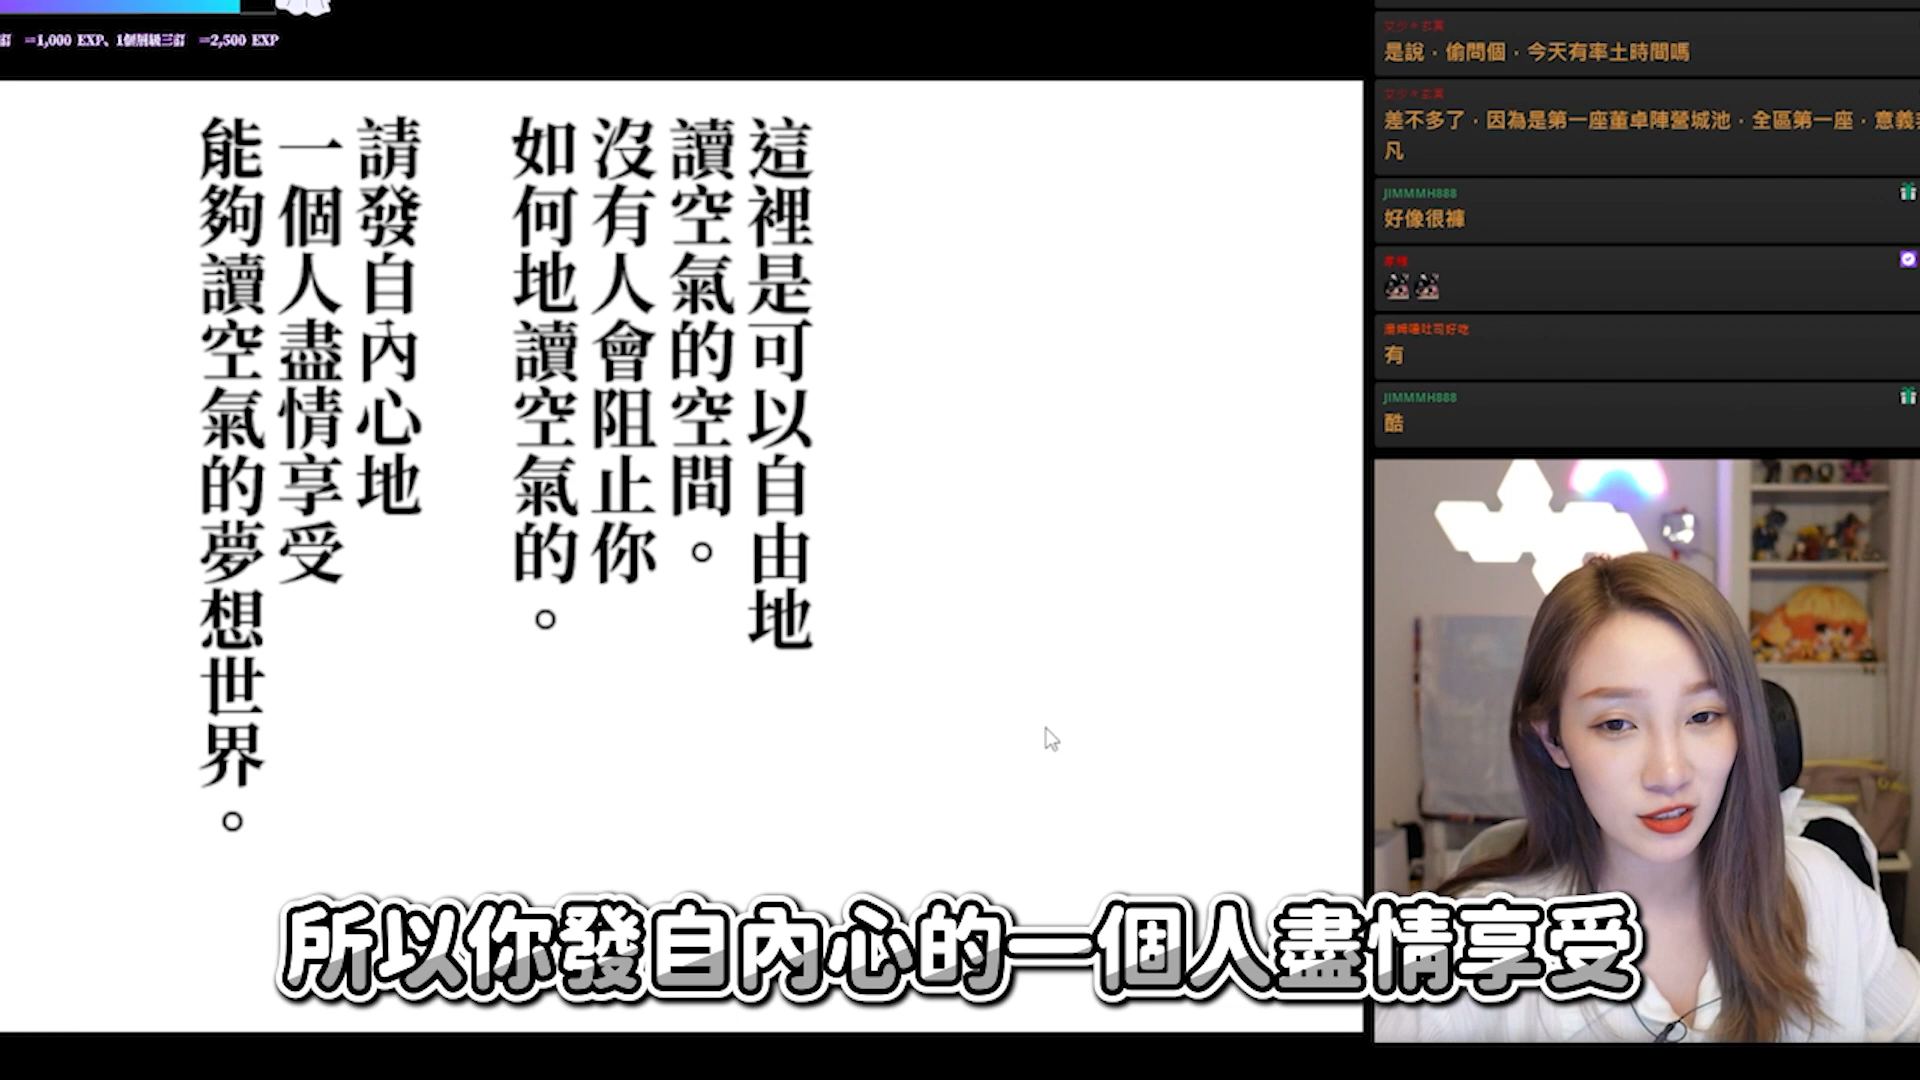 =1,000 EXP、1個層級三訂 =2,500 EXP
這裡是可以自由地
讀空氣的空間。
沒有人會阻止你
如何地讀空氣的。
請發自內心地
一個人盡情享受
能夠讀空氣的夢想世界。
是說，偷問個，今天有率土時間嗎
差不多了，因為是第一座董卓陣營城池，全區第一座，意義
凡
JIMMMH888
好像很褲
有
JIMMMH888
酷
所以你發自內心的一個人盡情享受